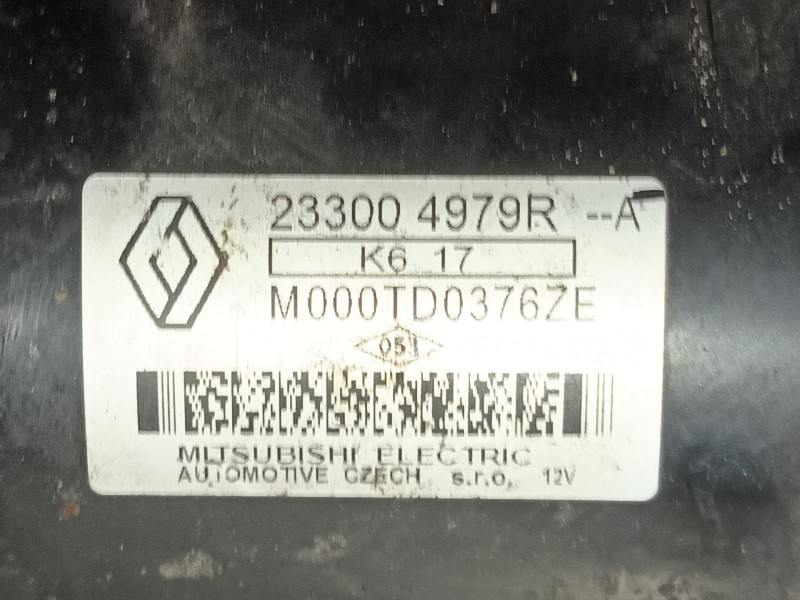 23300 4979R --A
K6 17
M000TD0376ZE
051
MITSUBISHI ELECTRIC
AUTOMOTIVE CZECH s.r.o. 12V